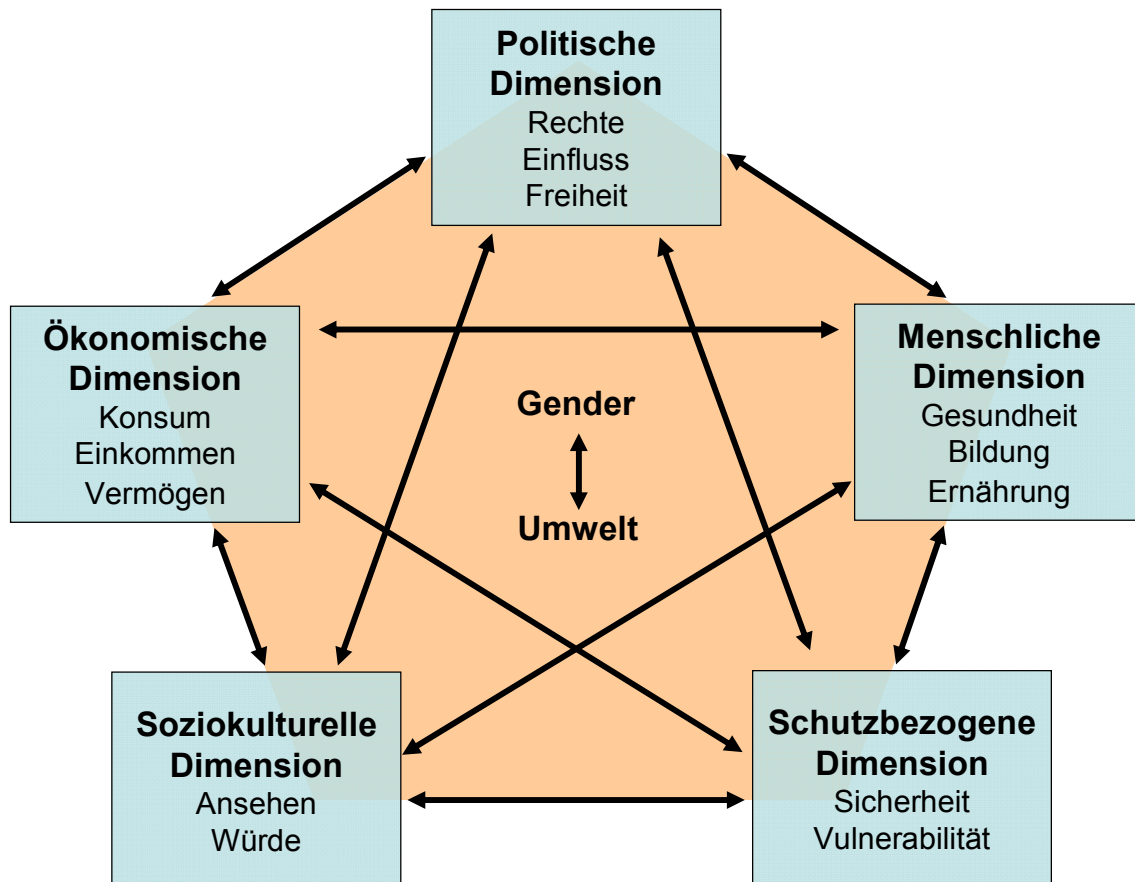 Politische
Dimension
Rechte
Einfluss
Freiheit
Ökonomische
Dimension
Konsum
Einkommen
Vermögen
Menschliche
Dimension
Gesundheit
Bildung
Ernährung
Gender
Umwelt
Soziokulturelle
Dimension
Ansehen
Würde
Schutzbezogene
Dimension
Sicherheit
Vulnerabilität